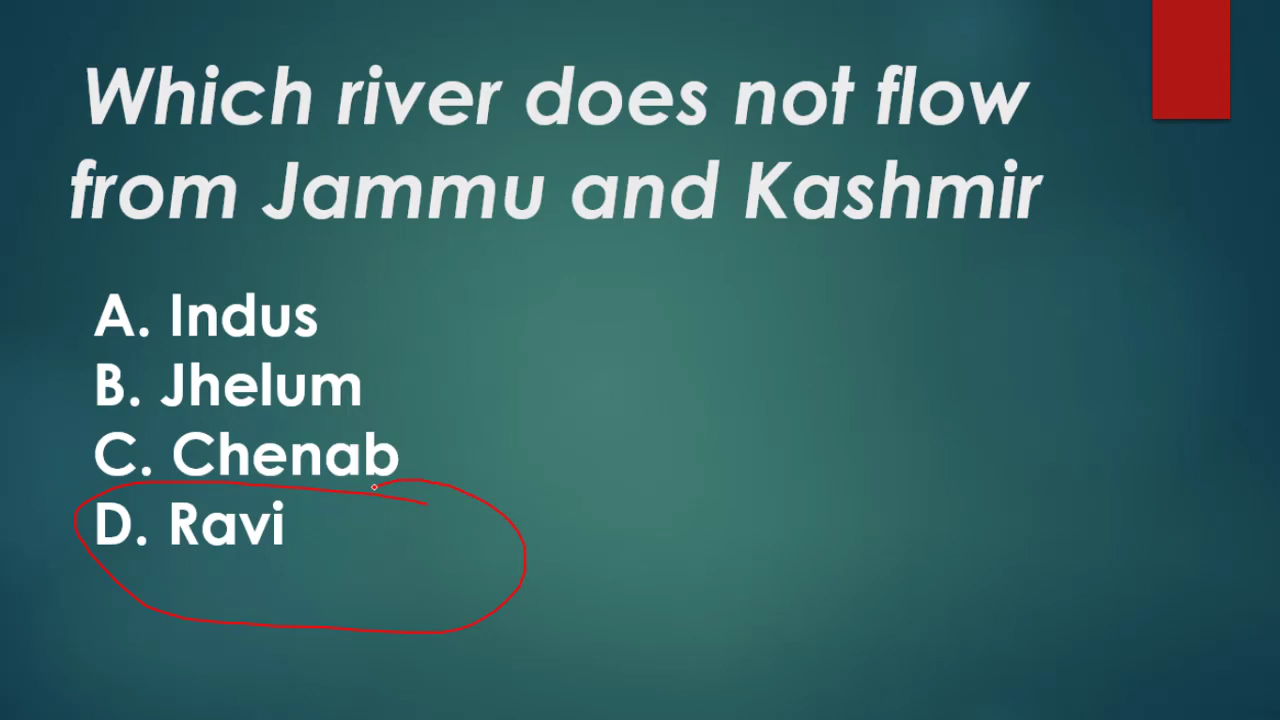 Which river does not flow
from Jammu and Kashmir
A. Indus
B. Jhelum
C. Chenab
D. Ravi